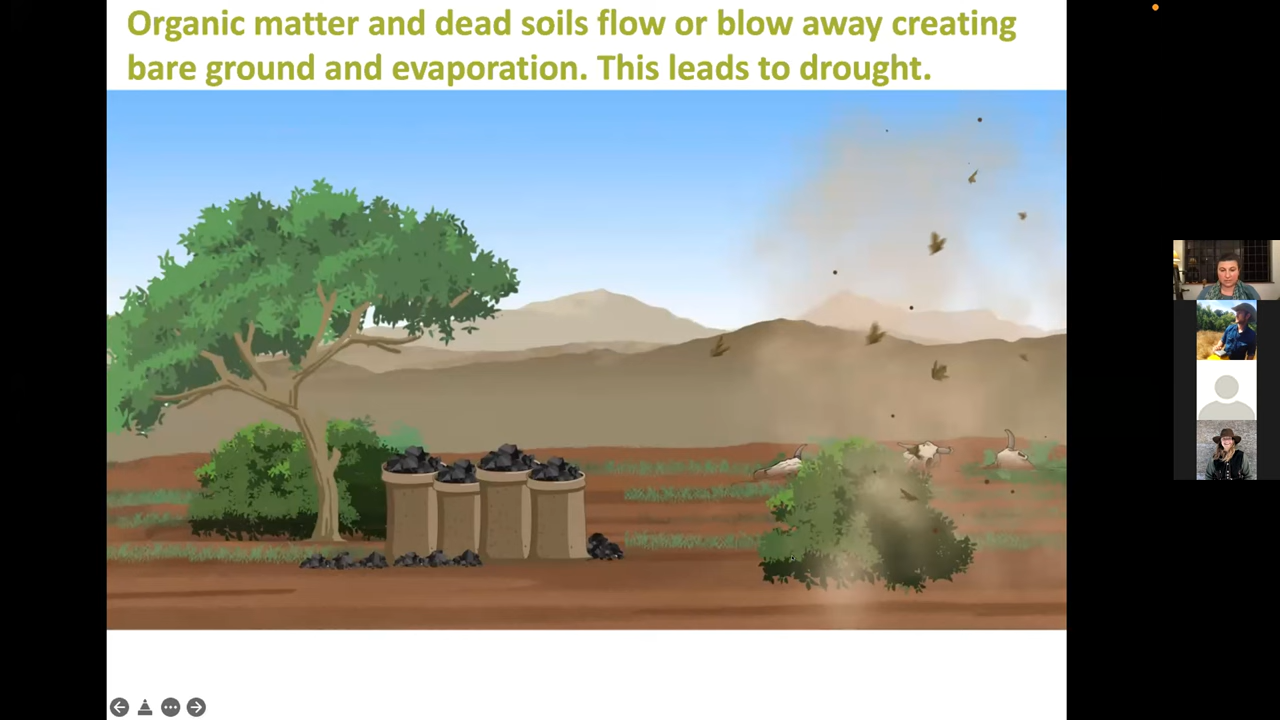 Organic matter and dead soils flow or blow away creating
bare ground and evaporation. This leads to drought.